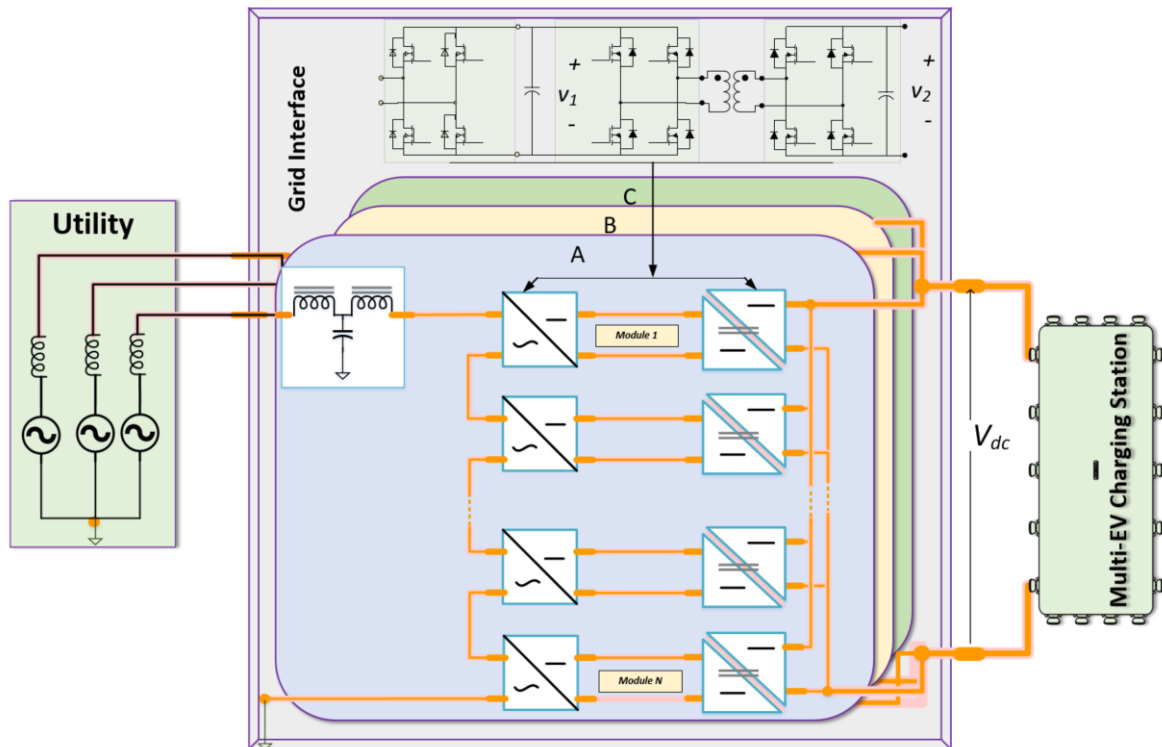 Grid Interface
+
v1
-
+
v2
-
Utility
C
B
A
Module 1
Module N
Vdc
Multi-EV Charging Station